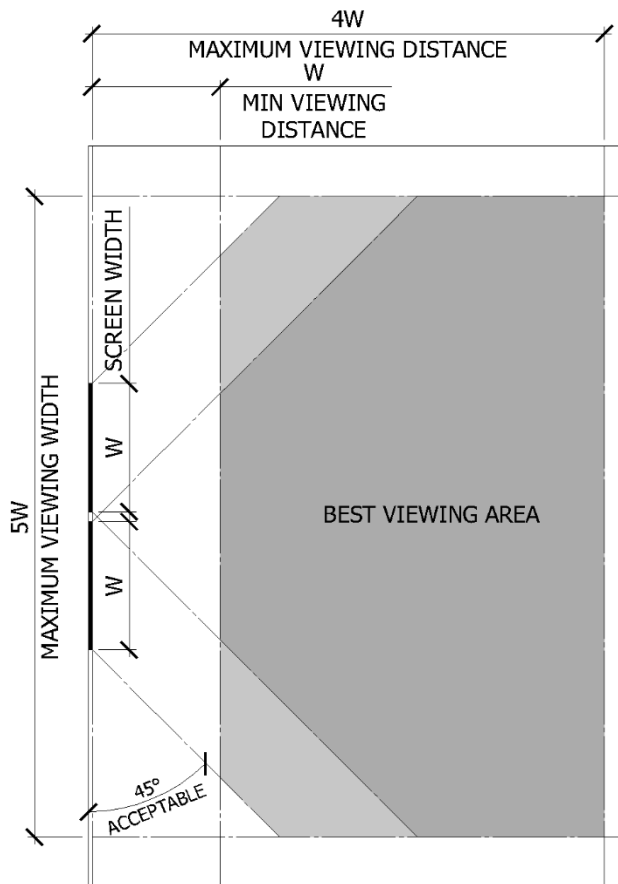 4W
MAXIMUM VIEWING DISTANCE
W
MIN VIEWING
DISTANCE
SCREEN WIDTH
W
5W
MAXIMUM VIEWING WIDTH
BEST VIEWING AREA
W
45°
ACCEPTABLE